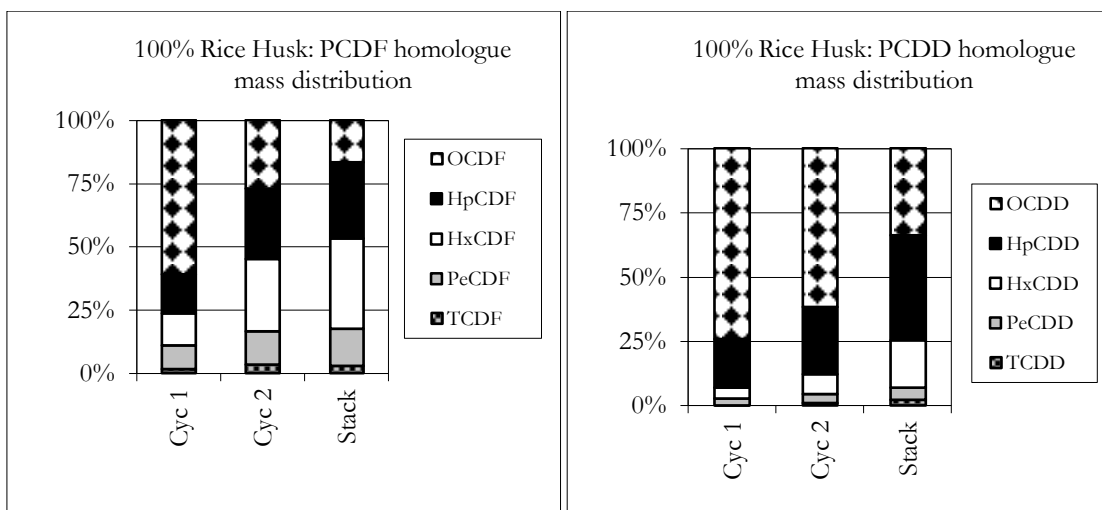 100% Rice Husk: PCDF homologue
mass distribution
100%
75%
50%
25%
0%
Cyc 1
Cyc 2
Stack
OCDF
HpCDF
HxCDF
PeCDF
TCDF
100% Rice Husk: PCDD homologue
mass distribution
100%
75%
50%
25%
0%
Cyc 1
Cyc 2
Stack
OCDD
HpCDD
HxCDD
PeCDD
TCDD